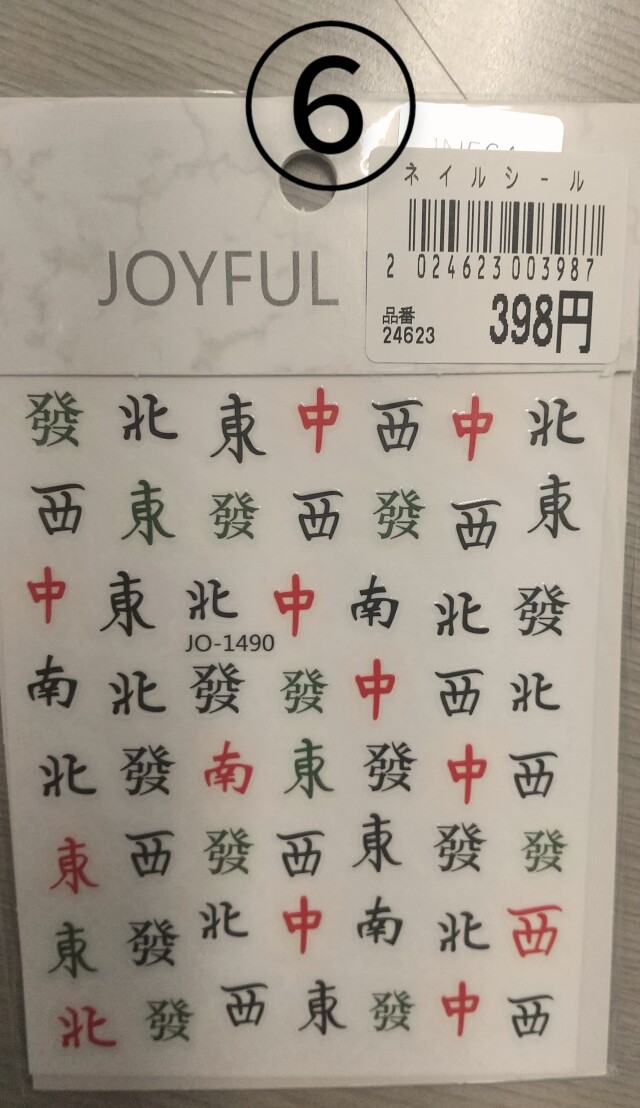 ⑥
ネイルシール
2 024623 003987
JOYFUL
品番
24623
398円
發 北 東 中 西 中 北
西 東 發 西 發 西 東
中 東 北 中 南 北 發
JO-1490
南 北 發 發 中 西 北
北 發 南 東 發 中 西
東 西 發 西 東 發 發
東 發 北 中 南 北 西
北 發 西 東 發 中 西